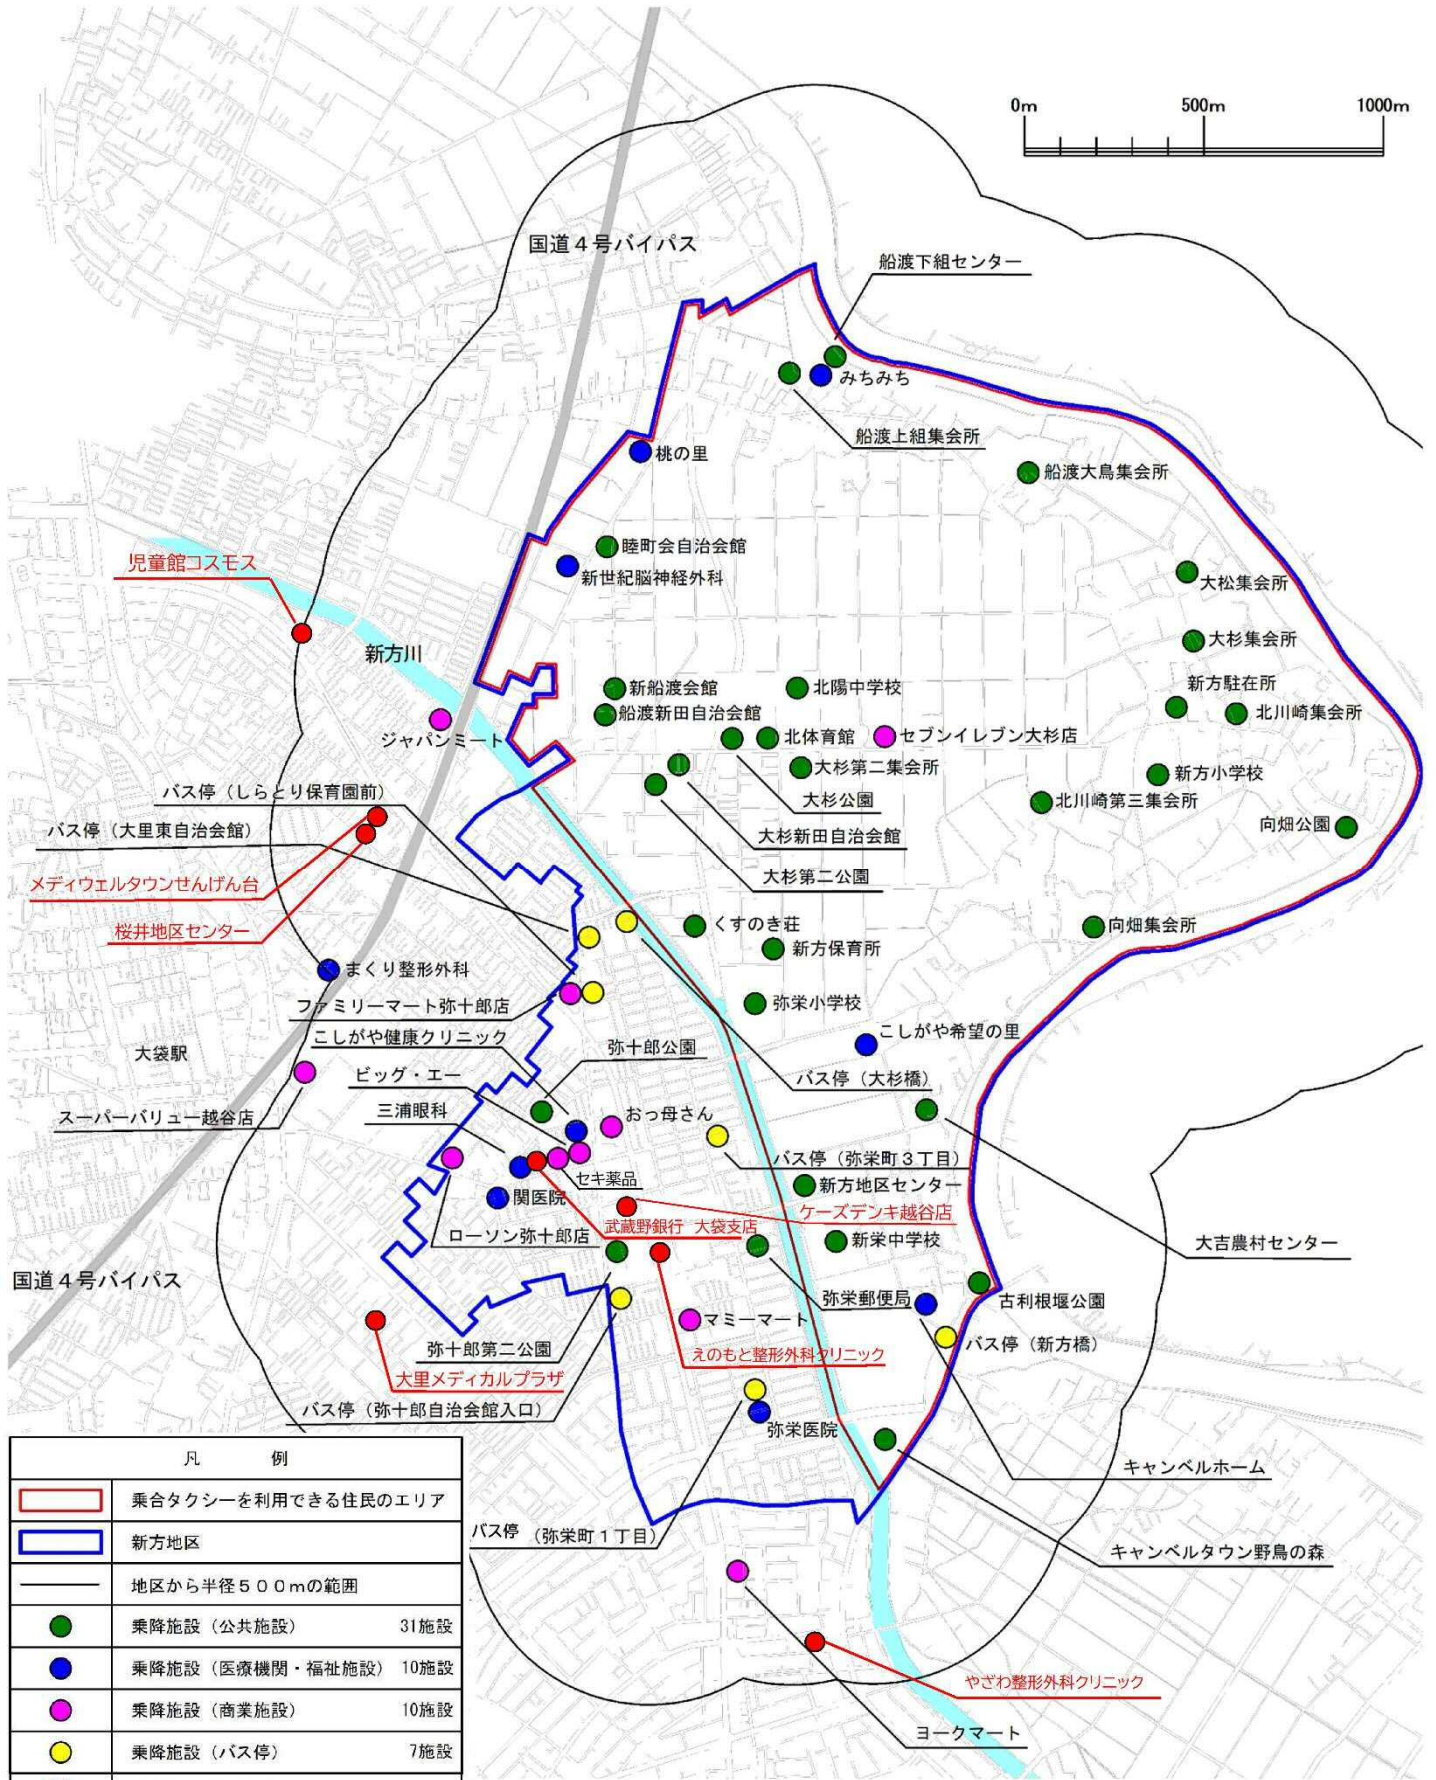 0m 500m 1000m
国道４号バイパス
船渡下組センター
みちみち
船渡上組集会所
桃の里
船渡大鳥集会所
睦町会自治会館
新世紀脳神経外科
児童館コスモス
大松集会所
大杉集会所
新方川
新方駐在所
新船渡会館
北陽中学校
船渡新田自治会館
北川崎集会所
ジャパンミート
北体育館
セブンイレブン大杉店
大杉第二集会所
新方小学校
バス停（しらとり保育園前）
大杉公園
北川崎第三集会所
向畑公園
バス停（大里東自治会館）
大杉新田自治会館
大杉第二公園
メディウェルタウンせんげん台
桜井地区センター
くすのき荘
向畑集会所
新方保育所
まくり整形外科
ファミリーマート弥十郎店
弥栄小学校
こしがや健康クリニック
こしがや希望の里
大袋駅
弥十郎公園
ビッグ・エー
バス停（大杉橋）
三浦眼科
おっ母さん
スーパーバリュー越谷店
バス停（弥栄町３丁目）
セキ薬品
新方地区センター
関医院
ケーズデンキ越谷店
武蔵野銀行　大袋支店
ローソン弥十郎店
新栄中学校
大吉農村センター
国道４号バイパス
弥栄郵便局
古利根堰公園
マミーマート
バス停（新方橋）
弥十郎第二公園
えのもと整形外科クリニック
大里メディカルプラザ
バス停（弥十郎自治会館入口）
弥栄医院
キャンベルホーム
バス停（弥栄町１丁目）
キャンベルタウン野鳥の森
やざわ整形外科クリニック
ヨークマート
凡　例
乗合タクシーを利用できる住民のエリア
新方地区
地区から半径５００ｍの範囲
乗降施設（公共施設） 31施設
乗降施設（医療機関・福祉施設） 10施設
乗降施設（商業施設） 10施設
乗降施設（バス停） 7施設